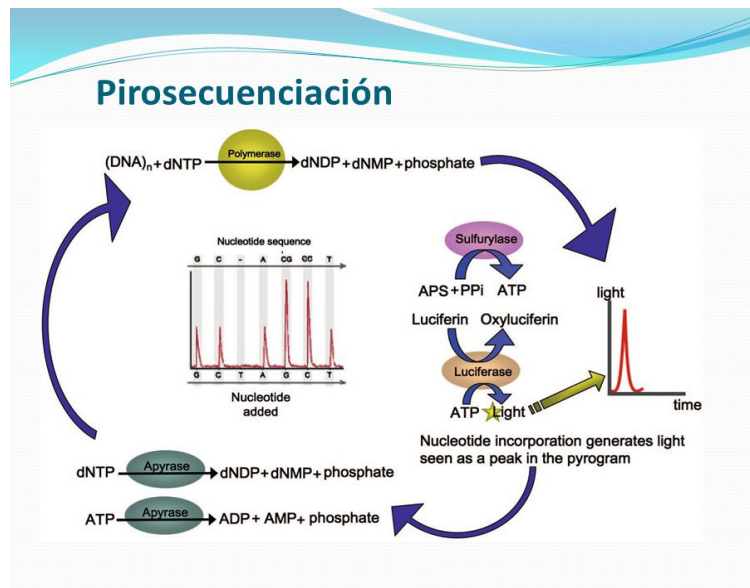 Pirosecuenciación
(DNA)n+dNTP Polymerase dNDP+dNMP+phosphate
Nucleotide sequence
G C - A CG CC T
G C T A G C T
Nucleotide
added
Sulfurylase
APS+PPi ATP
Luciferin Oxyluciferin
Luciferase
ATP Light
light
time
Nucleotide incorporation generates light
seen as a peak in the pyrogram
dNTP Apyrase dNDP+dNMP+phosphate
ATP Apyrase ADP+AMP+phosphate